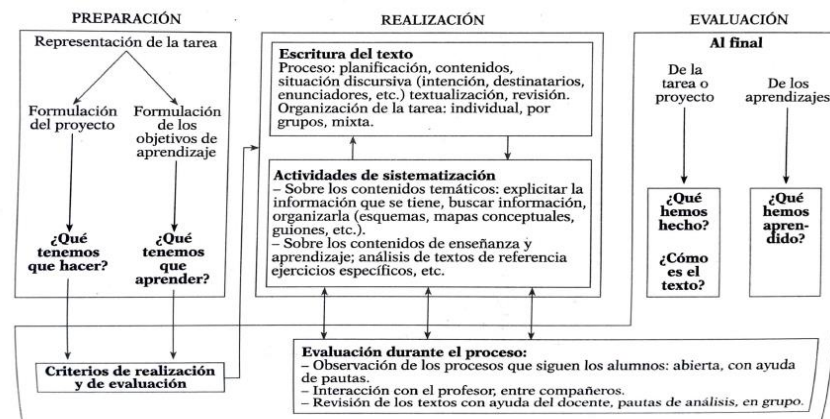 PREPARACIÓN
Representación de la tarea
Formulación
del proyecto
Formulación
de los
objetivos de
aprendizaje
¿Qué
tenemos
que hacer?
¿Qué
tenemos
que
aprender?
Criterios de realización
y de evaluación
REALIZACIÓN
Escritura del texto
Proceso: planificación, contenidos,
situación discursiva (intención, destinatarios,
enunciadores, etc.) textualización, revisión.
Organización de la tarea: individual, por
grupos, mixta.
Actividades de sistematización
– Sobre los contenidos temáticos: explicitar la
información que se tiene, buscar información,
organizarla (esquemas, mapas conceptuales,
guiones, etc.).
– Sobre los contenidos de enseñanza y
aprendizaje; análisis de textos de referencia
ejercicios específicos, etc.
Evaluación durante el proceso:
– Observación de los procesos que siguen los alumnos: abierta, con ayuda
de pautas.
– Interacción con el profesor, entre compañeros.
– Revisión de los textos con ayuda del docente, pautas de análisis, en grupo.
EVALUACIÓN
Al final
De la
tarea o
proyecto
De los
aprendizajes
¿Qué
hemos
hecho?
¿Cómo
es el
texto?
¿Qué
hemos
apren-
dido?